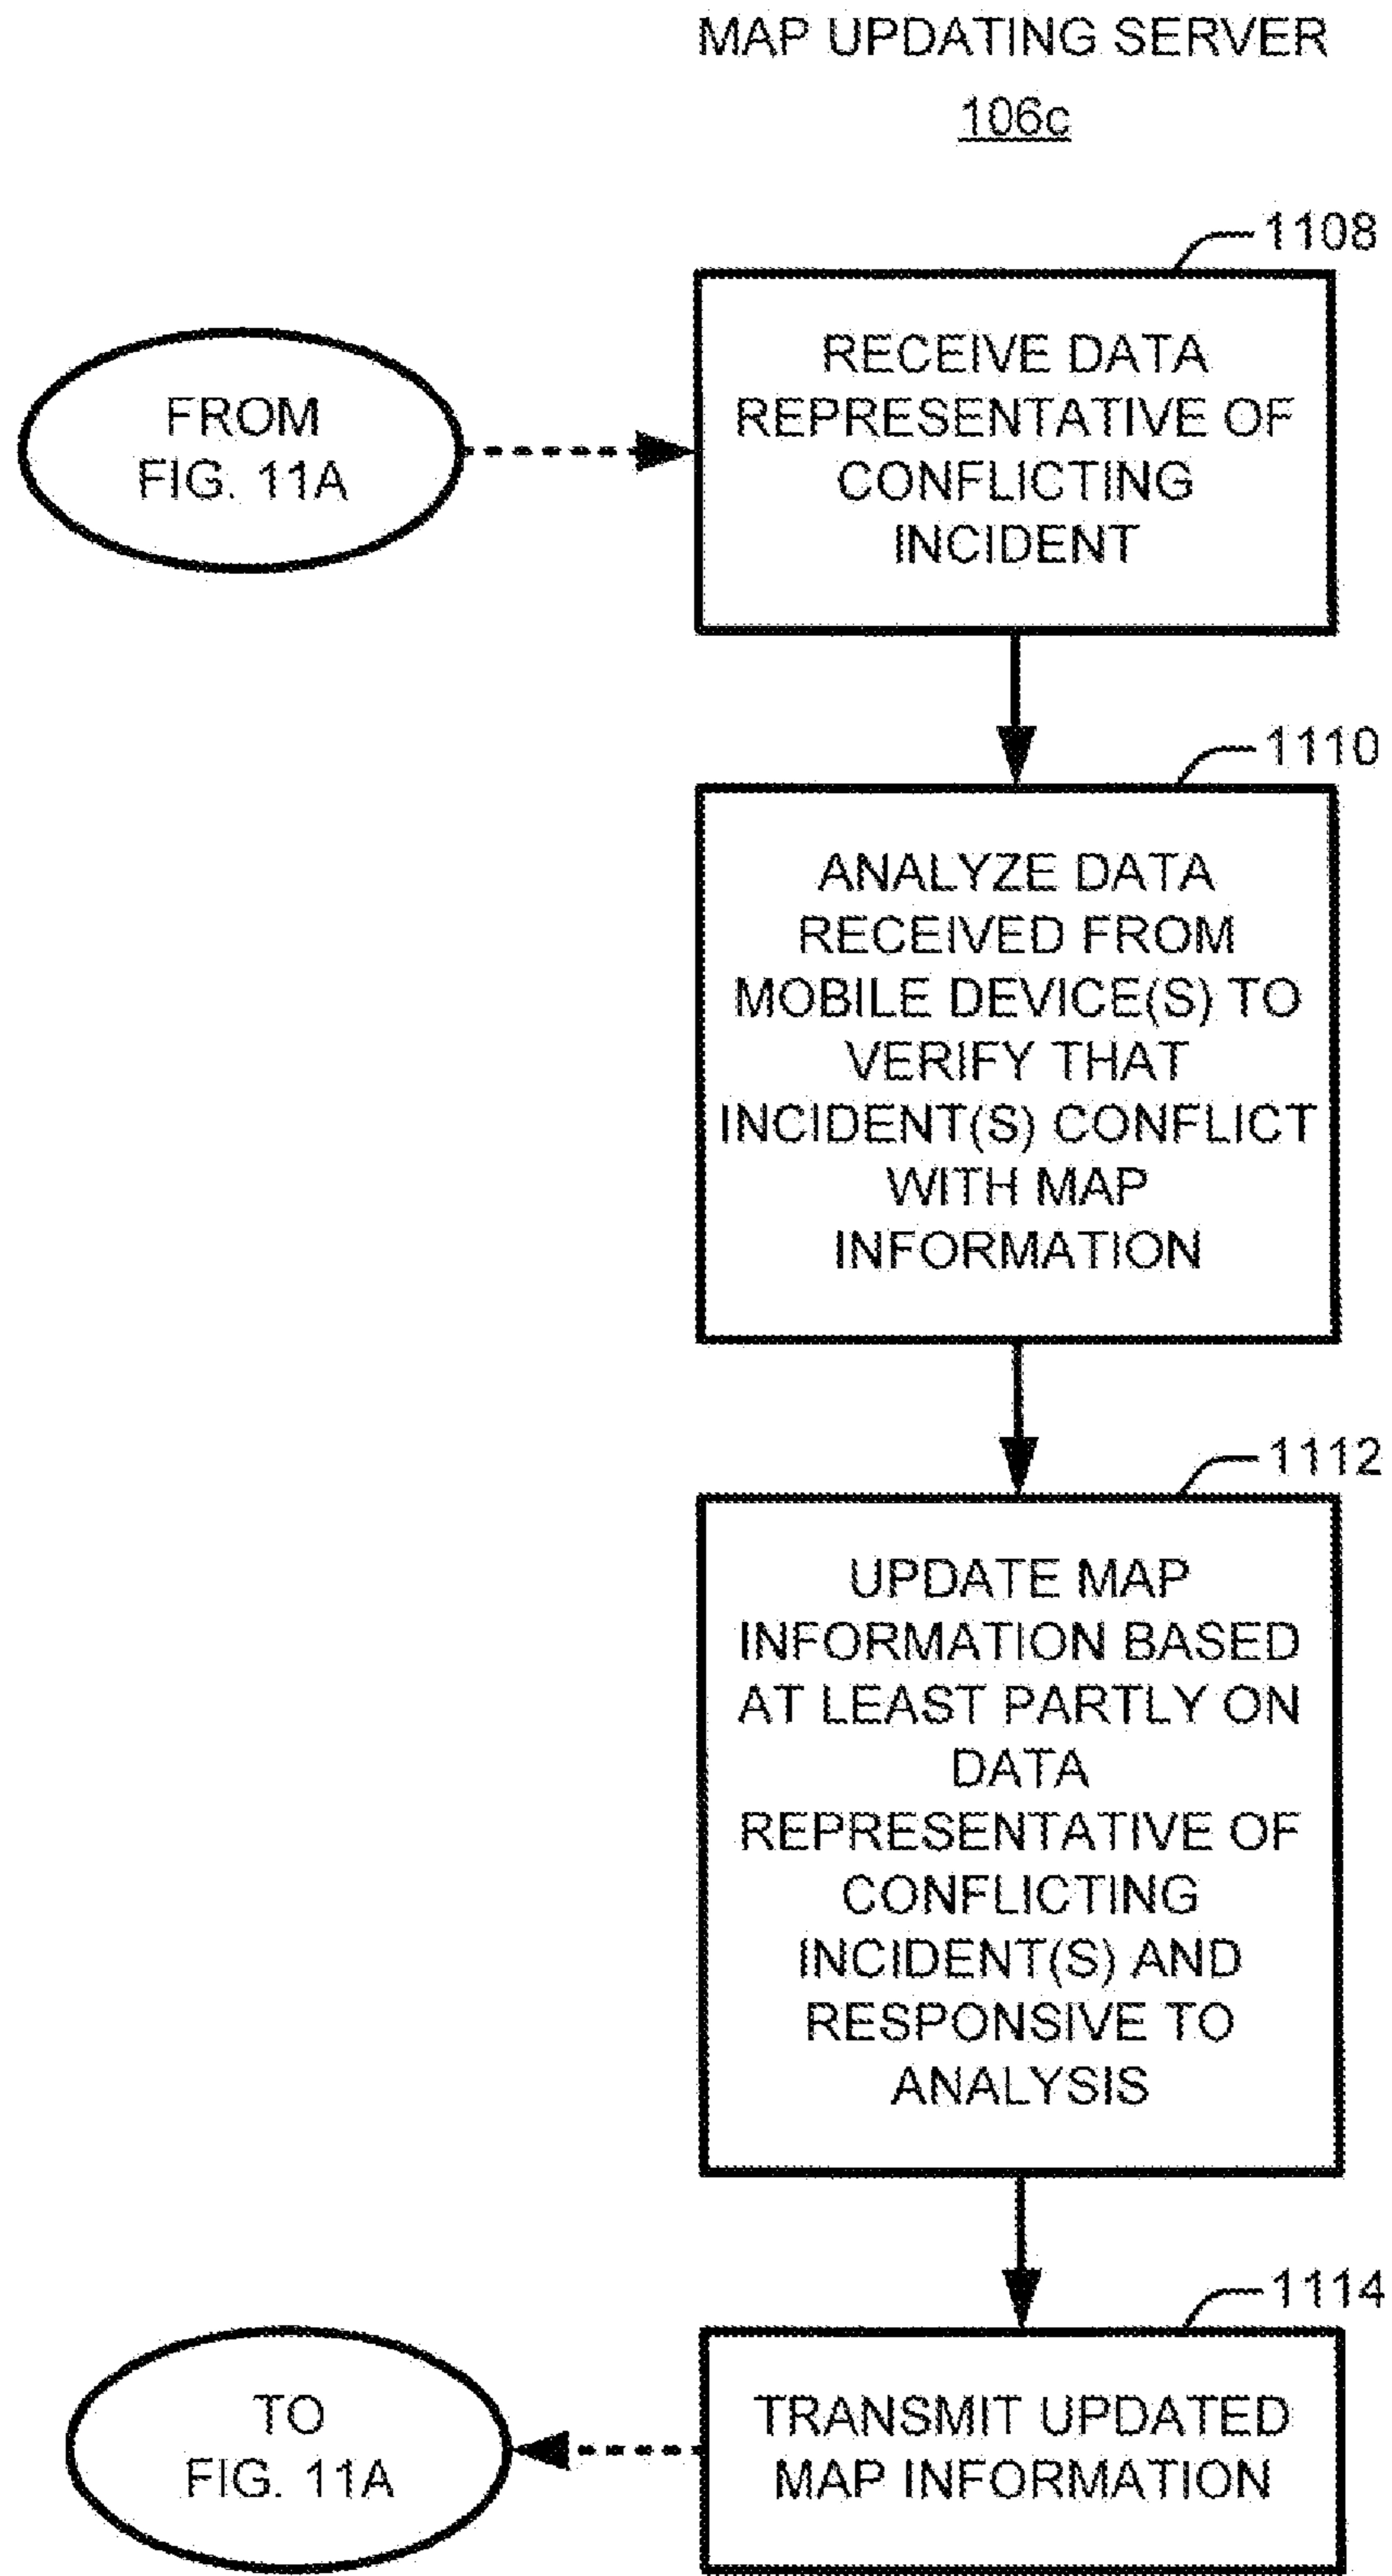 MAP UPDATING SERVER
106c
1108
RECEIVE DATA
REPRESENTATIVE OF
CONFLICTING
INCIDENT
FROM
FIG. 11A
1110
ANALYZE DATA
RECEIVED FROM
MOBILE DEVICE(S) TO
VERIFY THAT
INCIDENT(S) CONFLICT
WITH MAP
INFORMATION
1112
UPDATE MAP
INFORMATION BASED
AT LEAST PARTLY ON
DATA
REPRESENTATIVE OF
CONFLICTING
INCIDENT(S) AND
RESPONSIVE TO
ANALYSIS
1114
TRANSMIT UPDATED
MAP INFORMATION
TO
FIG. 11A